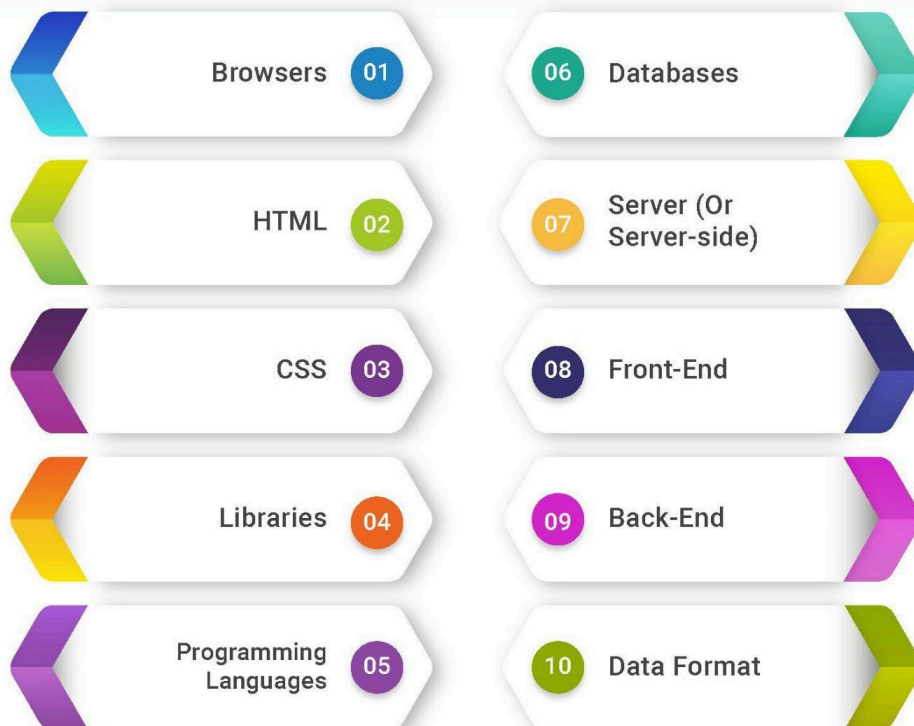 Browsers 01
HTML 02
CSS 03
Libraries 04
Programming
Languages 05
06 Databases
07 Server (Or
Server-side)
08 Front-End
09 Back-End
10 Data Format